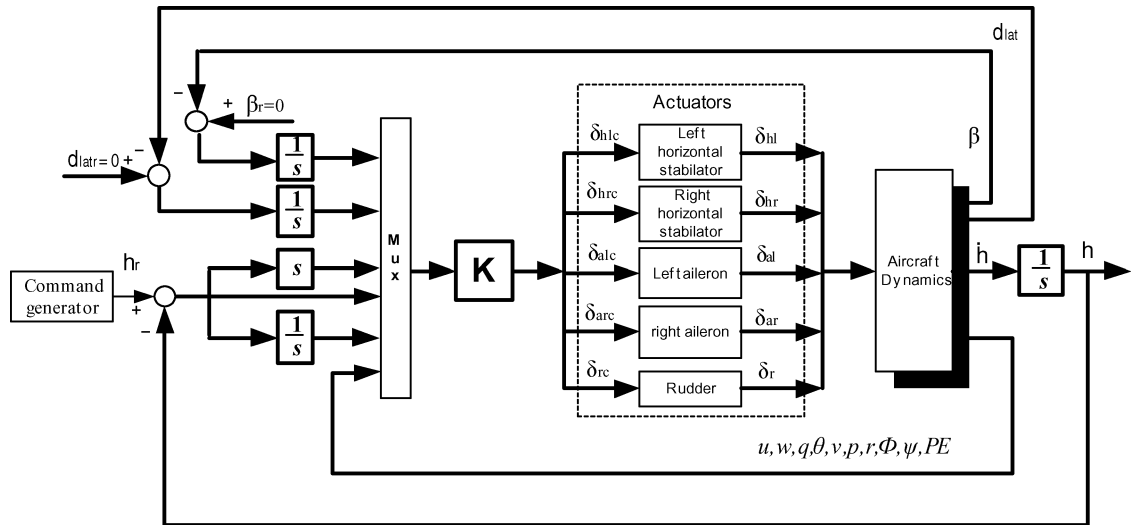 dlat
β
− + βr=0
dlatr = 0 + −
1/s
1/s
s
1/s
hr
Command
generator
+
−
Mux
K
Actuators
δhlc
Left
horizontal
stabilator
δhl
δhrc
Right
horizontal
stabilator
δhr
δalc
Left aileron
δal
δarc
right aileron
δar
δrc
Rudder
δr
Aircraft
Dynamics
ḣ
1/s
h
u,w,q,θ,v,p,r,Φ,ψ,PE